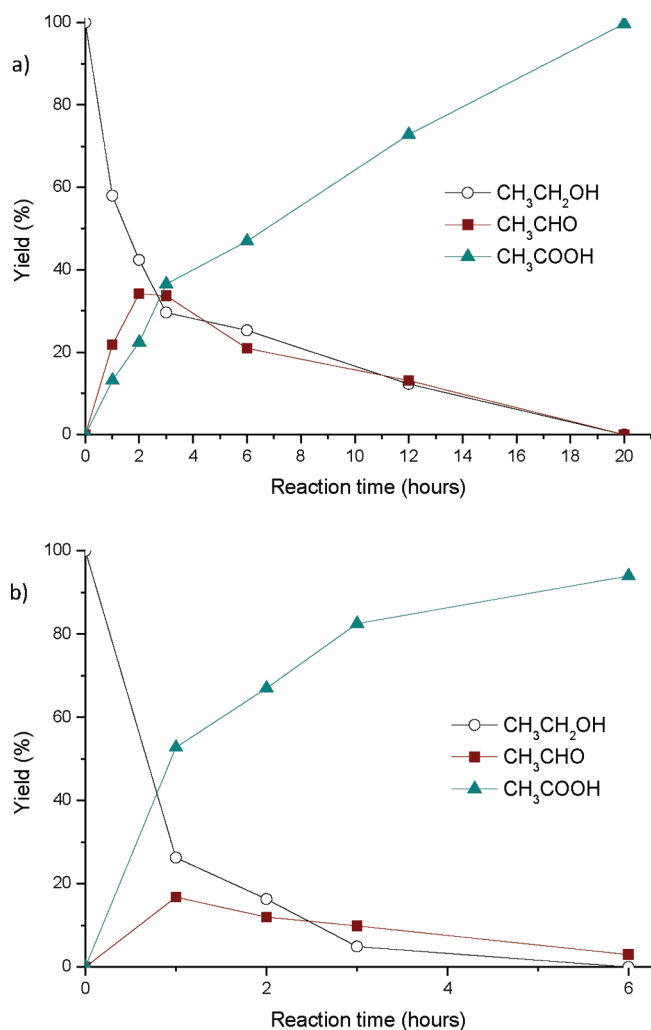 a)
100
80
60
40
20
0
Yield (%)
CH₃CH₂OH
CH₃CHO
CH₃COOH
0 2 4 6 8 10 12 14 16 18 20
Reaction time (hours)
b)
100
80
60
40
20
0
Yield (%)
CH₃CH₂OH
CH₃CHO
CH₃COOH
0 2 4 6
Reaction time (hours)